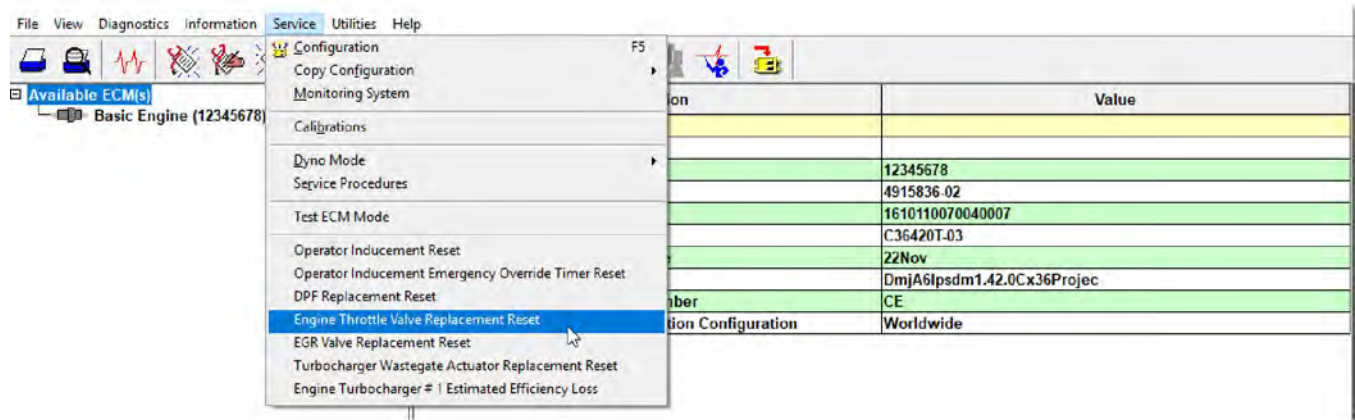 File View Diagnostics Information Service Utilities Help
Configuration F5
Copy Configuration
Monitoring System
Calibrations
Dyno Mode
Service Procedures
Test ECM Mode
Operator Inducement Reset
Operator Inducement Emergency Override Timer Reset
DPF Replacement Reset
Engine Throttle Valve Replacement Reset
EGR Valve Replacement Reset
Turbocharger Wastegate Actuator Replacement Reset
Engine Turbocharger # 1 Estimated Efficiency Loss
Available ECM(s)
Basic Engine (12345678)
ion Value
12345678
4915836-02
1610110070040007
C36420T-03
22Nov
DmjA6lpsdm1.42.0Cx36Projec
nber CE
tion Configuration Worldwide